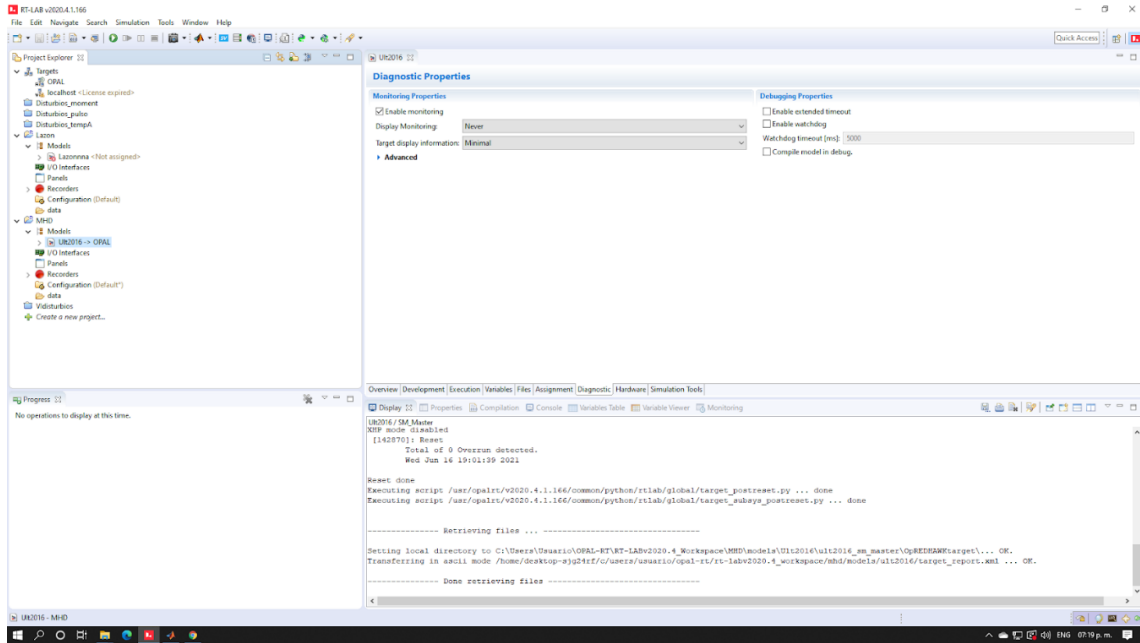 RT-LAB v2020.4.1.166
File Edit Navigate Search Simulation Tools Window Help
Quick Access
Project Explorer
Targets
OPAL
localhost <License expired>
Disturbios_moment
Disturbios_pulso
Disturbios_tempA
Lazon
Models
Lazonnna <Not assigned>
I/O Interfaces
Panels
Recorders
Configuration (Default)
data
MHD
Models
Ult2016 -> OPAL
I/O Interfaces
Panels
Recorders
Configuration (Default*)
data
Vidisturbios
Create a new project...
Ult2016
Diagnostic Properties
Monitoring Properties
Enable monitoring
Display Monitoring: Never
Target display information: Minimal
Advanced
Debugging Properties
Enable extended timeout
Enable watchdog
Watchdog timeout [ms]: 5000
Compile model in debug.
Overview Development Execution Variables Files Assignment Diagnostic Hardware Simulation Tools
Progress
No operations to display at this time.
Display Properties Compilation Console Variables Table Variable Viewer Monitoring
Ult2016 / SM_Master
XHP mode disabled
[142870]: Reset
Total of 0 Overrun detected.
Wed Jun 16 19:01:39 2021
Reset done
Executing script /usr/opalrt/v2020.4.1.166/common/python/rtlab/global/target_postreset.py ... done
Executing script /usr/opalrt/v2020.4.1.166/common/python/rtlab/global/target_subsys_postreset.py ... done
--------------- Retrieving files ... ---------------------------------
Setting local directory to C:\Users\Usuario\OPAL-RT\RT-LABv2020.4_Workspace\MHD\models\Ult2016\ult2016_sm_master\OpREDHAWKtarget\... OK.
Transferring in ascii mode /home/desktop-sjg24rf/c/users/usuario/opal-rt/rt-labv2020.4_workspace/mhd/models/ult2016/target_report.xml ... OK.
--------------- Done retrieving files --------------------------------
Ult2016 - MHD
ENG 07:19 p. m.